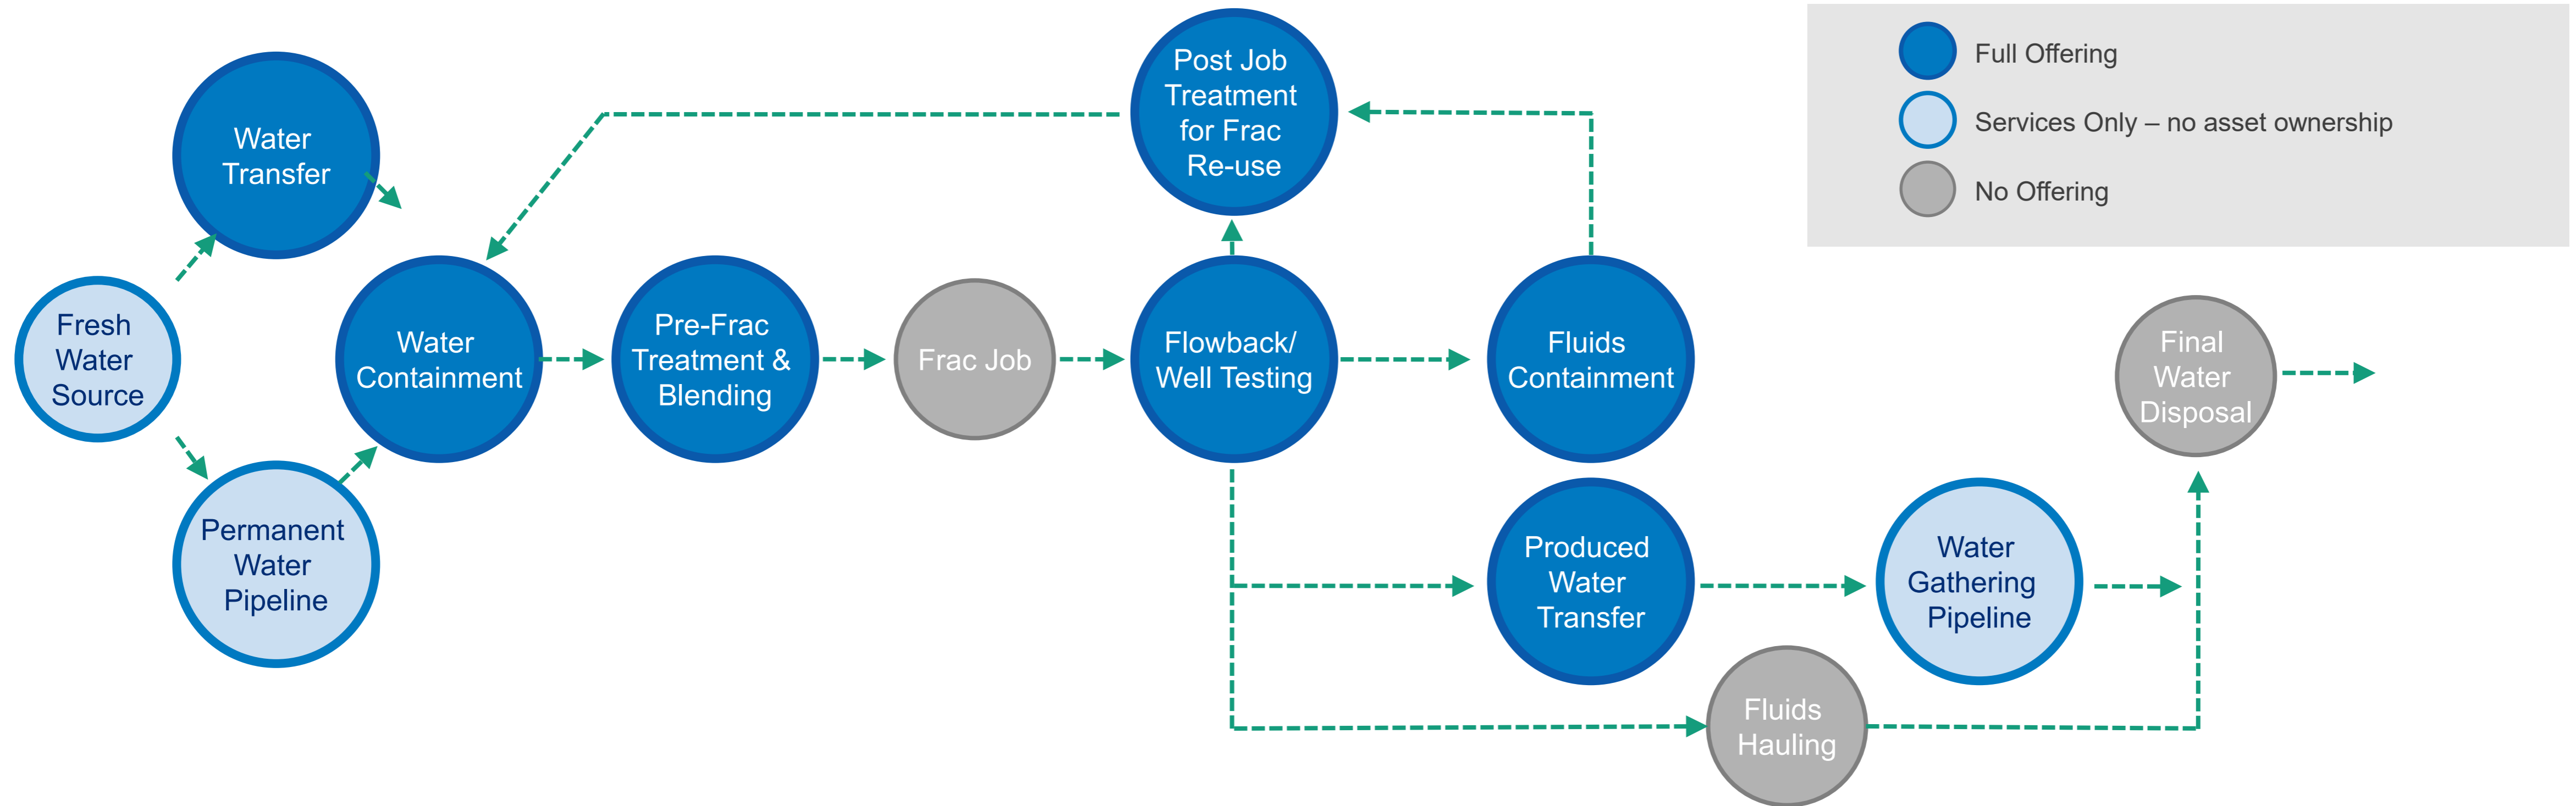 Post Job
Treatment
for Frac
Re-use
Full Offering
Services Only – no asset ownership
No Offering
Water
Transfer
Fresh
Water
Source
Water
Containment
Pre-Frac
Treatment &
Blending
Frac Job
Flowback/
Well Testing
Fluids
Containment
Final
Water
Disposal
Permanent
Water
Pipeline
Produced
Water
Transfer
Water
Gathering
Pipeline
Fluids
Hauling